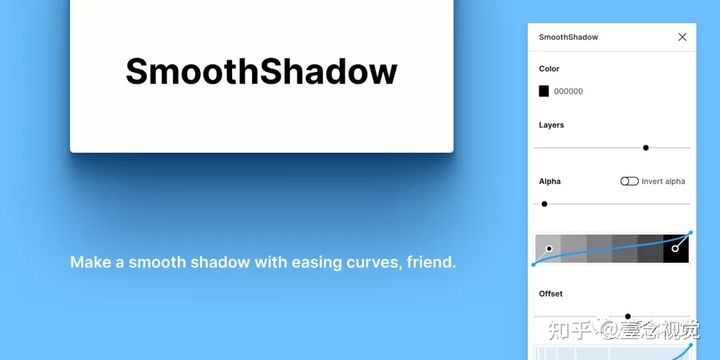 SmoothShadow
Make a smooth shadow with easing curves, friend.
SmoothShadow
Color
000000
Layers
Alpha
Invert alpha
Offset
知乎 @壹念视觉